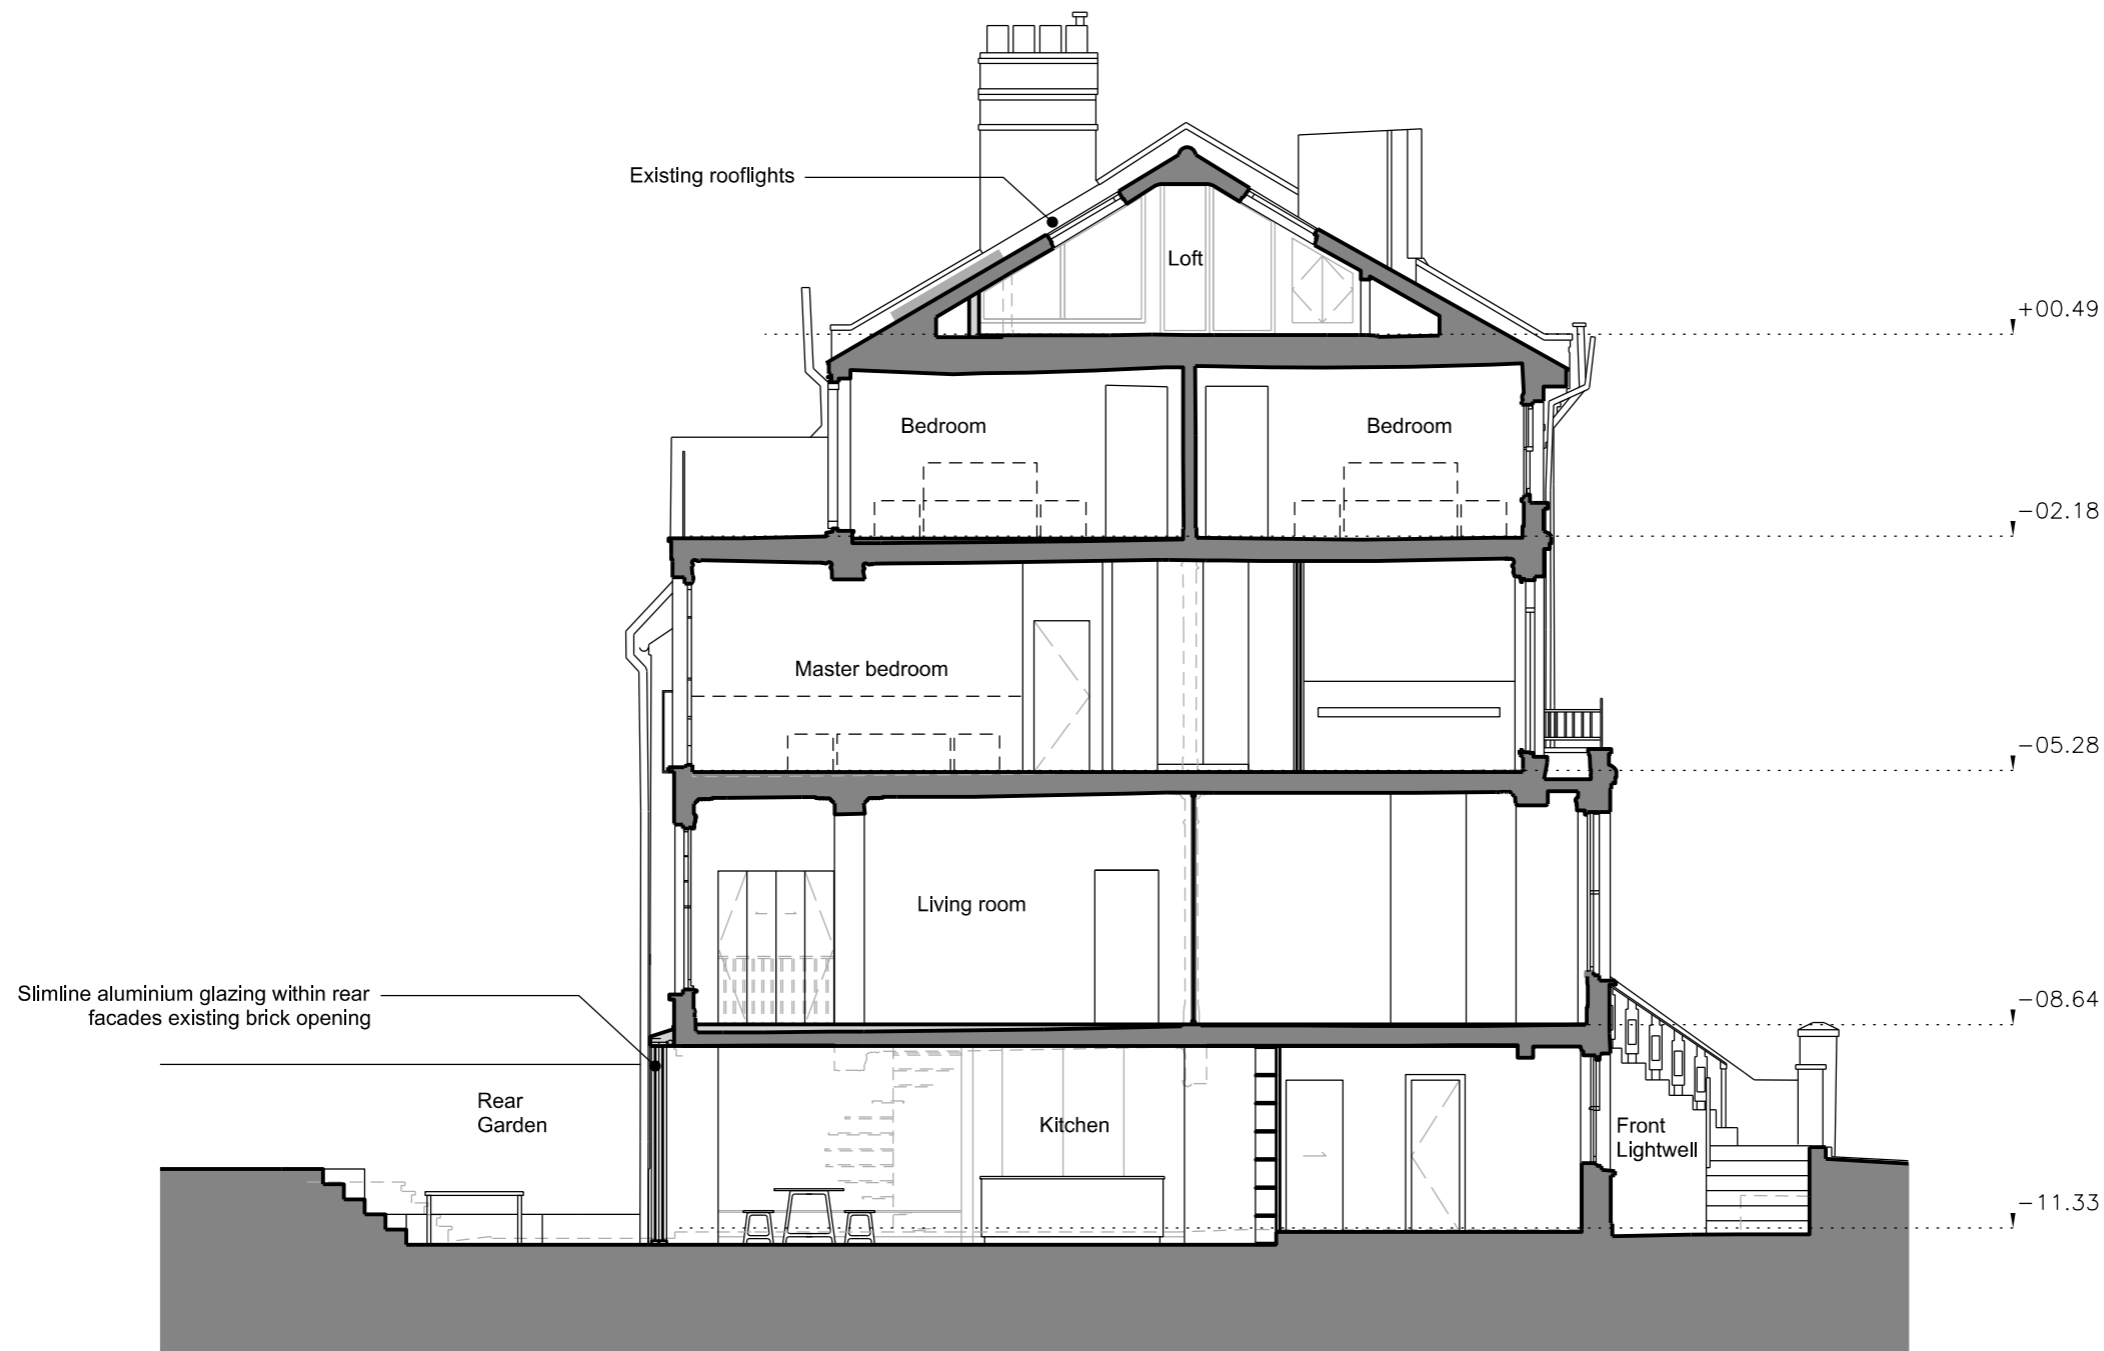 Existing rooflights
Loft
+00.49
Bedroom
Bedroom
-02.18
Master bedroom
-05.28
Living room
Slimline aluminium glazing within rear
facades existing brick opening
-08.64
Rear
Garden
Kitchen
Front
Lightwell
-11.33